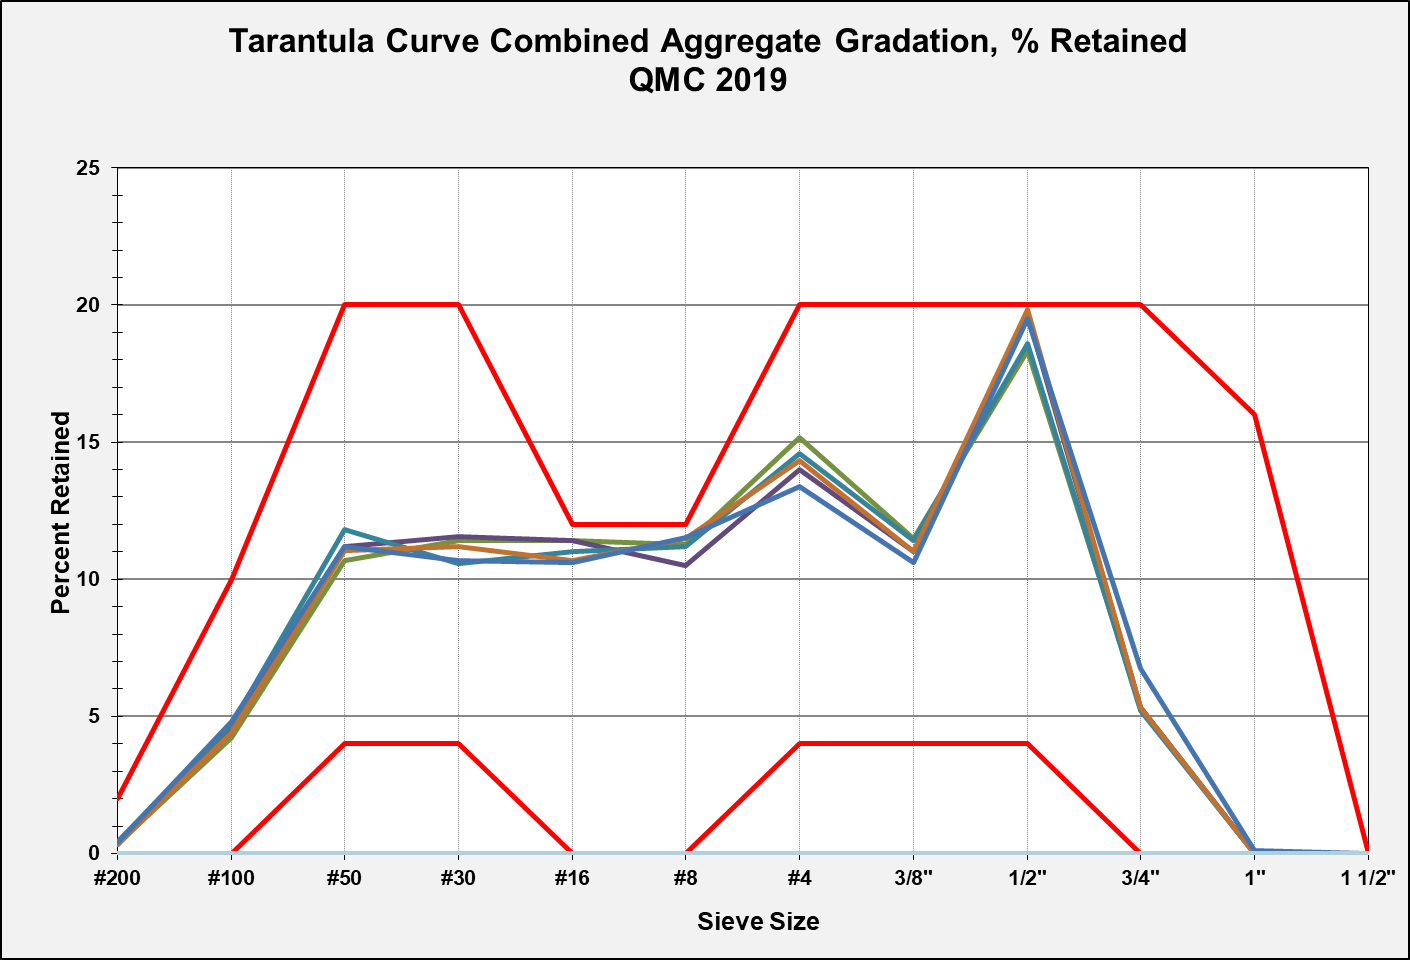 Tarantula Curve Combined Aggregate Gradation, % Retained
QMC 2019
25
20
15
10
5
0
Percent Retained
#200 #100 #50 #30 #16 #8 #4 3/8" 1/2" 3/4" 1" 1 1/2"
Sieve Size